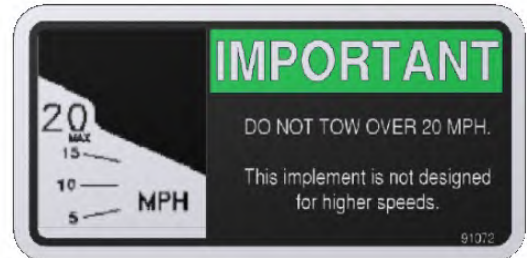 20
MAX
15
10
MPH
5
IMPORTANT
DO NOT TOW OVER 20 MPH.
This implement is not designed
for higher speeds.
91072